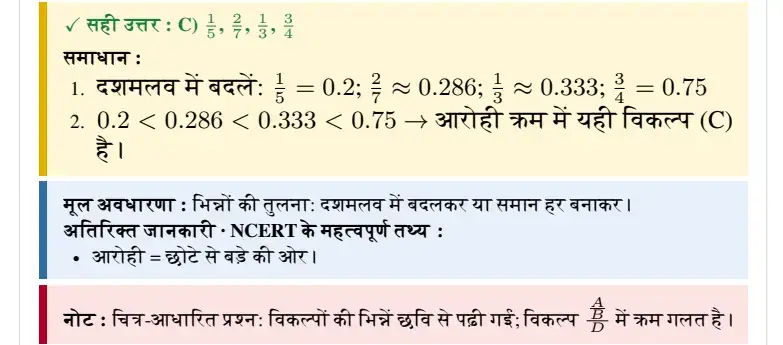 ✓ सही उत्तर : C) 1/5, 2/7, 1/3, 3/4
समाधान :
1. दशमलव में बदलें: 1/5 = 0.2; 2/7 ≈ 0.286; 1/3 ≈ 0.333; 3/4 = 0.75
2. 0.2 < 0.286 < 0.333 < 0.75 → आरोही क्रम में यही विकल्प (C)
है।
मूल अवधारणा : भिन्नों की तुलना: दशमलव में बदलकर या समान हर बनाकर।
अतिरिक्त जानकारी · NCERT के महत्वपूर्ण तथ्य :
• आरोही = छोटे से बड़े की ओर।
नोट : चित्र-आधारित प्रश्न: विकल्पों की भिन्नें छवि से पढ़ी गईं; विकल्प A/B/D में क्रम गलत है।